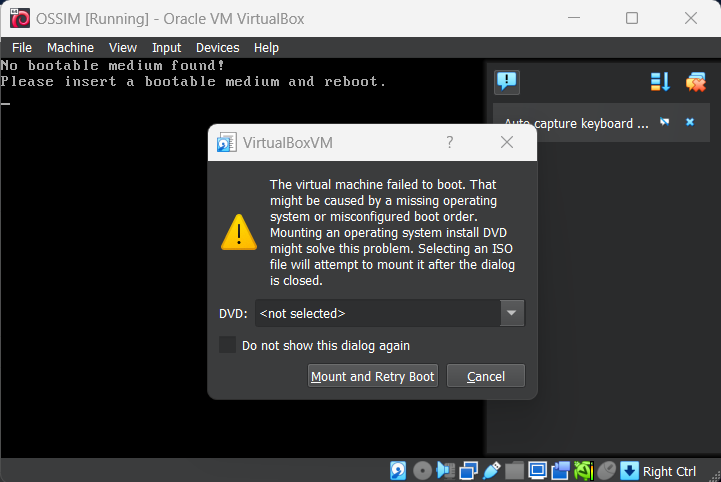 OSSIM [Running] - Oracle VM VirtualBox
File Machine View Input Devices Help
No bootable medium found!
Please insert a bootable medium and reboot.
Auto capture keyboard ...
VirtualBoxVM
The virtual machine failed to boot. That
might be caused by a missing operating
system or misconfigured boot order.
Mounting an operating system install DVD
might solve this problem. Selecting an ISO
file will attempt to mount it after the dialog
is closed.
DVD: <not selected>
Do not show this dialog again
Mount and Retry Boot Cancel
Right Ctrl